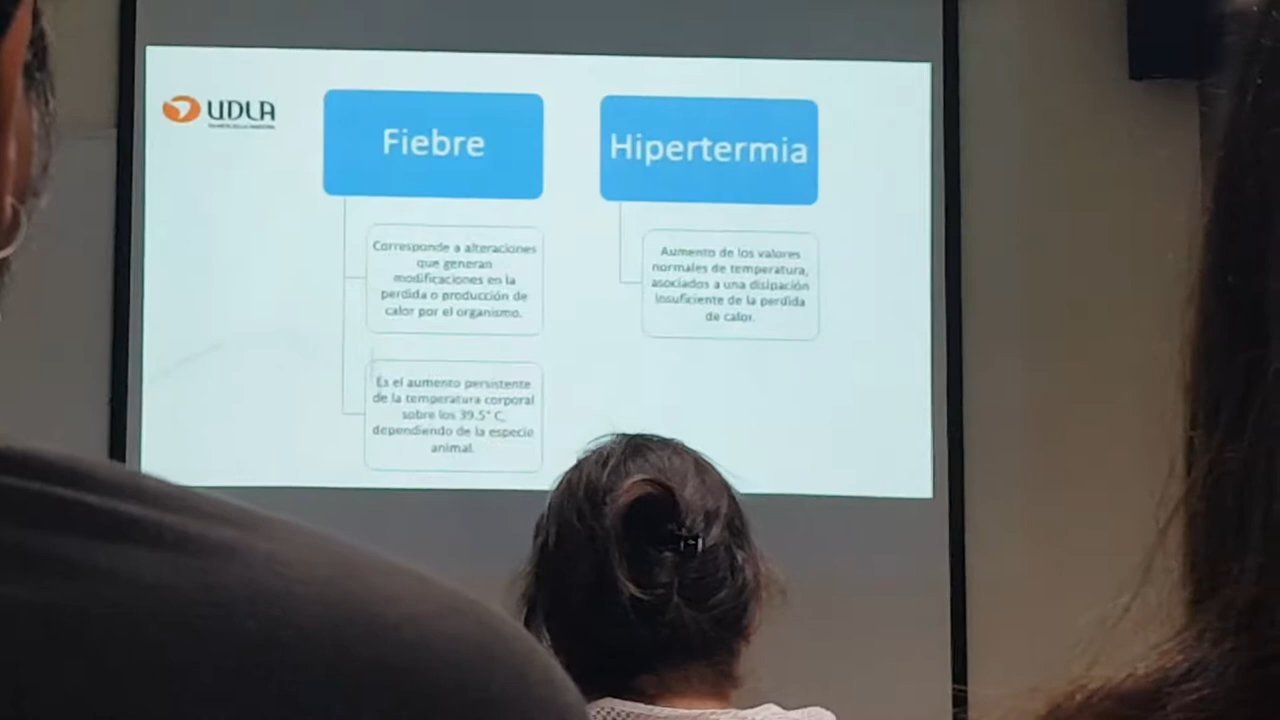 UDLA
Fiebre
Corresponde a alteraciones
que generan
modificaciones en la
perdida o producción de
calor por el organismo.
Es el aumento persistente
de la temperatura corporal
sobre los 39.5° C,
dependiendo de la especie
animal.
Hipertermia
Aumento de los valores
normales de temperatura,
asociados a una disipación
insuficiente de la perdida
de calor.